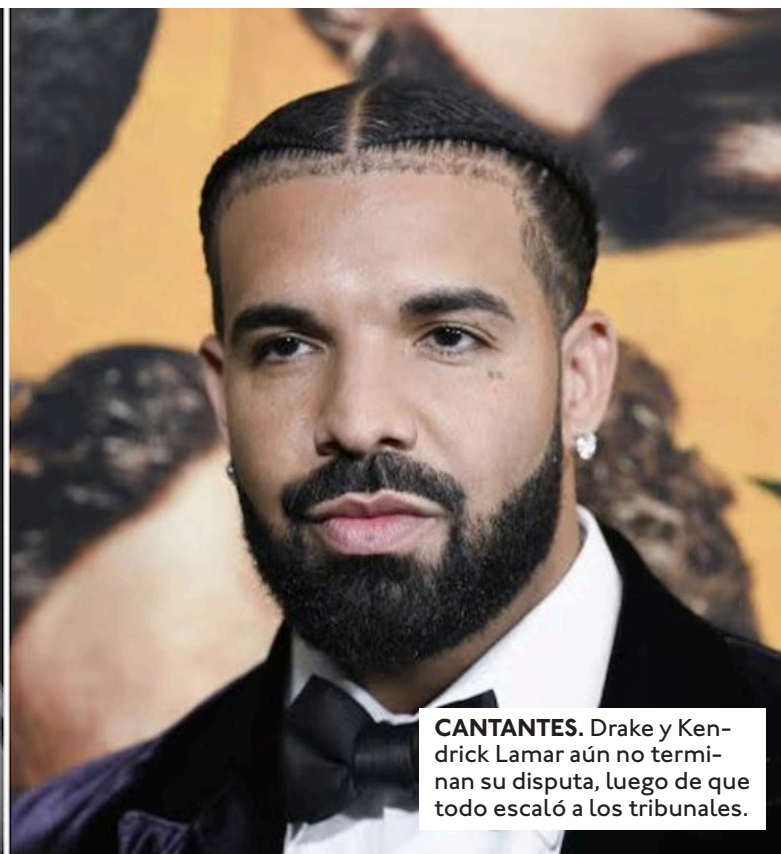 CANTANTES. Drake y Ken-
drick Lamar aún no termi-
nan su disputa, luego de que
todo escaló a los tribunales.